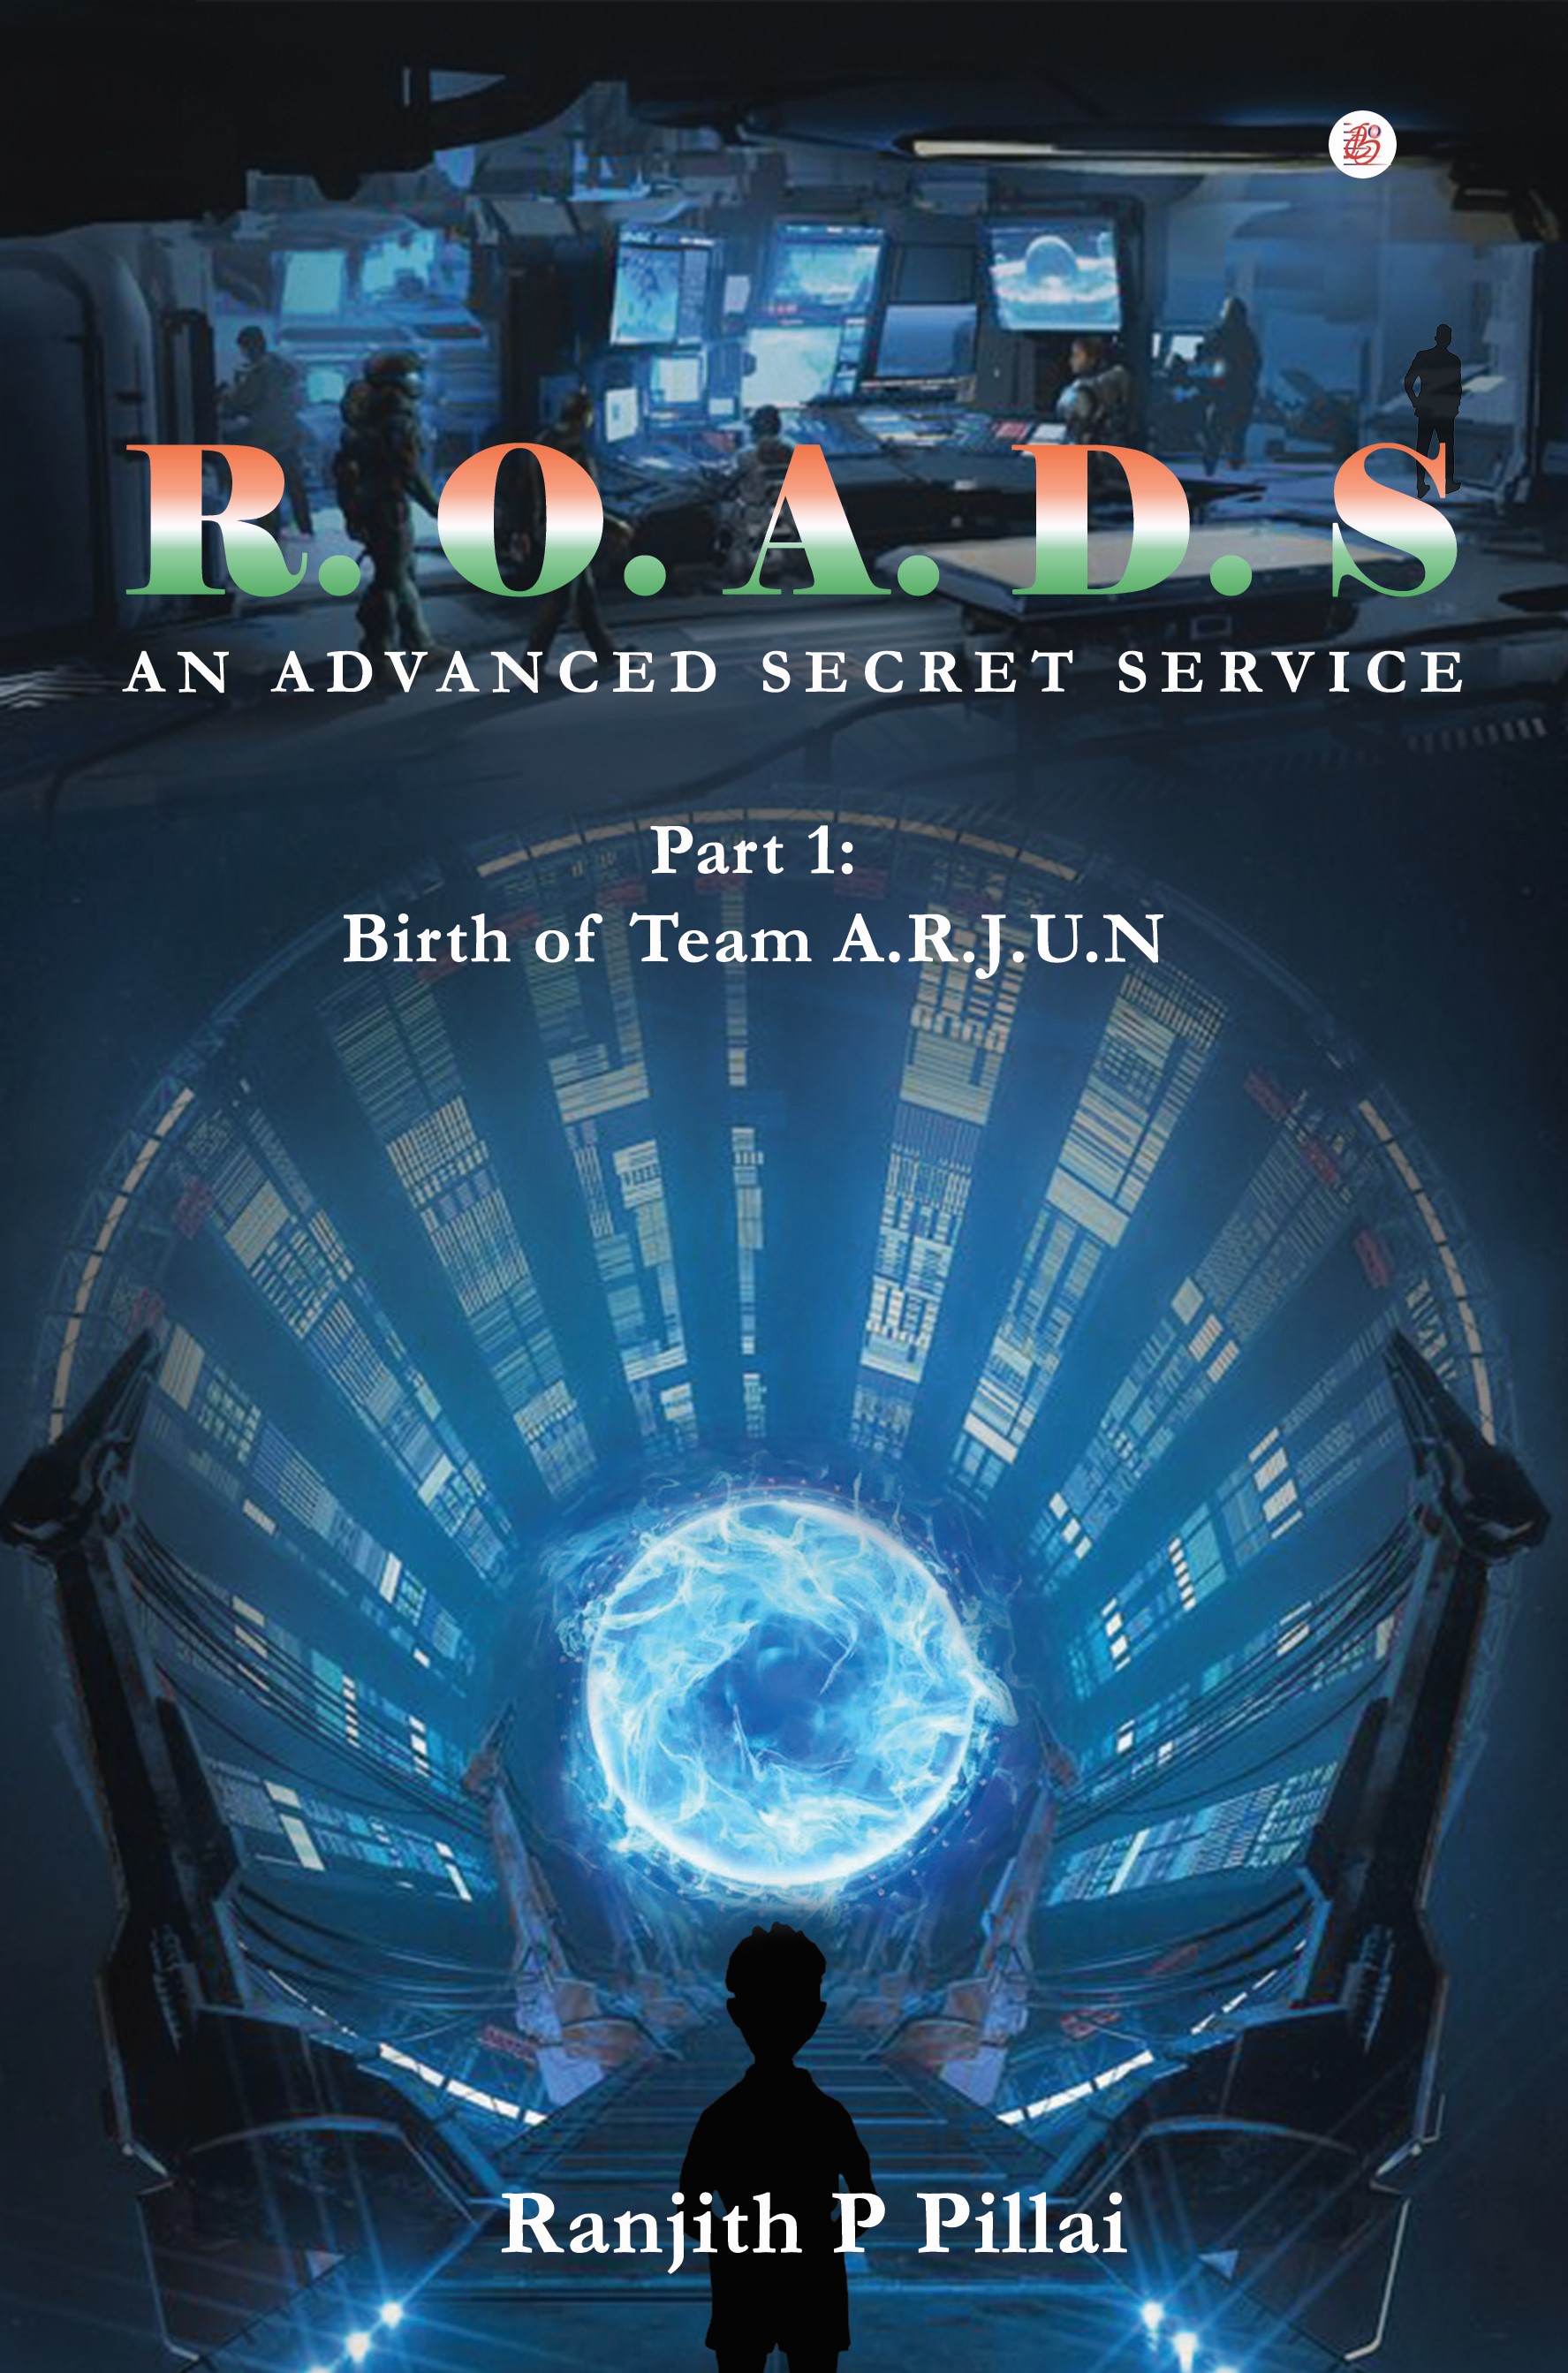 R. O. A. D. S
AN ADVANCED SECRET SERVICE
Part 1:
Birth of Team A.R.J.U.N
Ranjith P Pillai